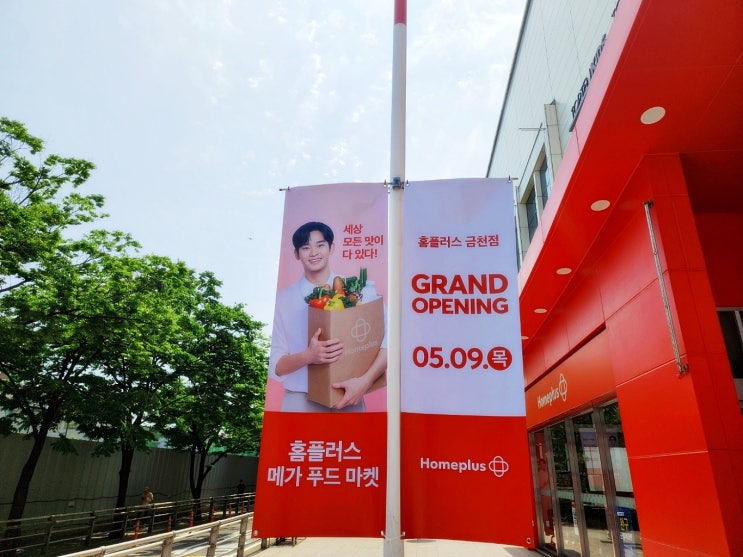 세상
모든 맛이
다 있다!
Homeplus
홈플러스
메가 푸드 마켓
홈플러스 금천점
GRAND
OPENING
05.09.목
Homeplus
Homeplus